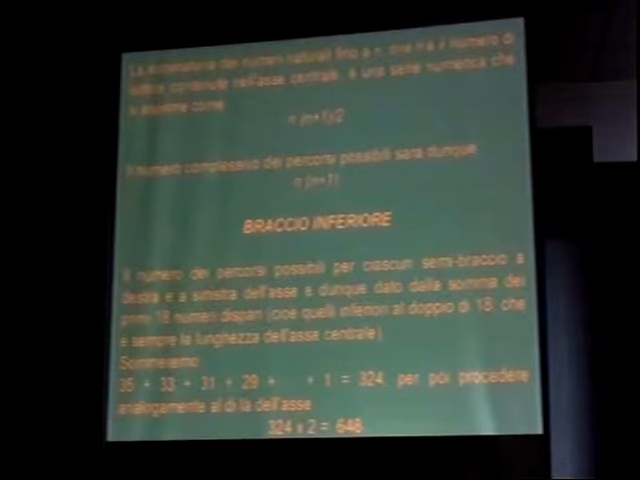 La sommatoria dei numeri naturali fino a n, ove n è il numero di
lettere contenute nell'asse centrale, è una serie numerica che
si esprime come
n (n+1)/2
Il numero complessivo dei percorsi possibili sarà dunque
n (n+1)
BRACCIO INFERIORE
Il numero dei percorsi possibili per ciascun semi-braccio a
destra e a sinistra dell'asse è dunque dato dalla somma dei
primi 18 numeri dispari (cioè quelli inferiori al doppio di 18, che
è sempre la lunghezza dell'asse centrale)
Sommeremo
35 + 33 + 31 + 29 + + 1 = 324, per poi procedere
analogamente al di là dell'asse
324 x 2 = 648